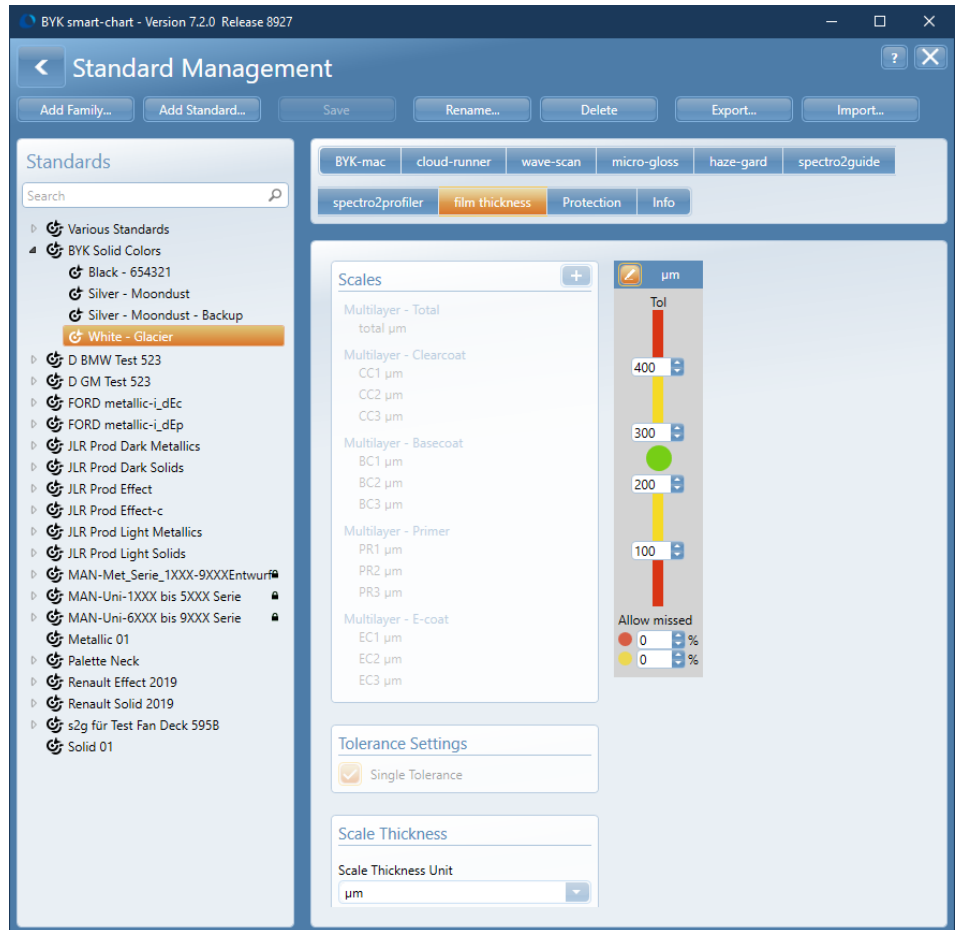 BYK smart-chart - Version 7.2.0 Release 8927
Standard Management
?
Add Family...
Add Standard...
Save
Rename...
Delete
Export...
Import...
Standards
Search
Various Standards
BYK Solid Colors
Black - 654321
Silver - Moondust
Silver - Moondust - Backup
White - Glacier
D BMW Test 523
D GM Test 523
FORD metallic-i_dEc
FORD metallic-i_dEp
JLR Prod Dark Metallics
JLR Prod Dark Solids
JLR Prod Effect
JLR Prod Effect-c
JLR Prod Light Metallics
JLR Prod Light Solids
MAN-Met_Serie_1XXX-9XXXEntwurf
MAN-Uni-1XXX bis 5XXX Serie
MAN-Uni-6XXX bis 9XXX Serie
Metallic 01
Palette Neck
Renault Effect 2019
Renault Solid 2019
s2g für Test Fan Deck 595B
Solid 01
BYK-mac
cloud-runner
wave-scan
micro-gloss
haze-gard
spectro2guide
spectro2profiler
film thickness
Protection
Info
Scales
Multilayer - Total
total µm
Multilayer - Clearcoat
CC1 µm
CC2 µm
CC3 µm
Multilayer - Basecoat
BC1 µm
BC2 µm
BC3 µm
Multilayer - Primer
PR1 µm
PR2 µm
PR3 µm
Multilayer - E-coat
EC1 µm
EC2 µm
EC3 µm
µm
Tol
400
300
200
100
Allow missed
0 %
0 %
Tolerance Settings
Single Tolerance
Scale Thickness
Scale Thickness Unit
µm